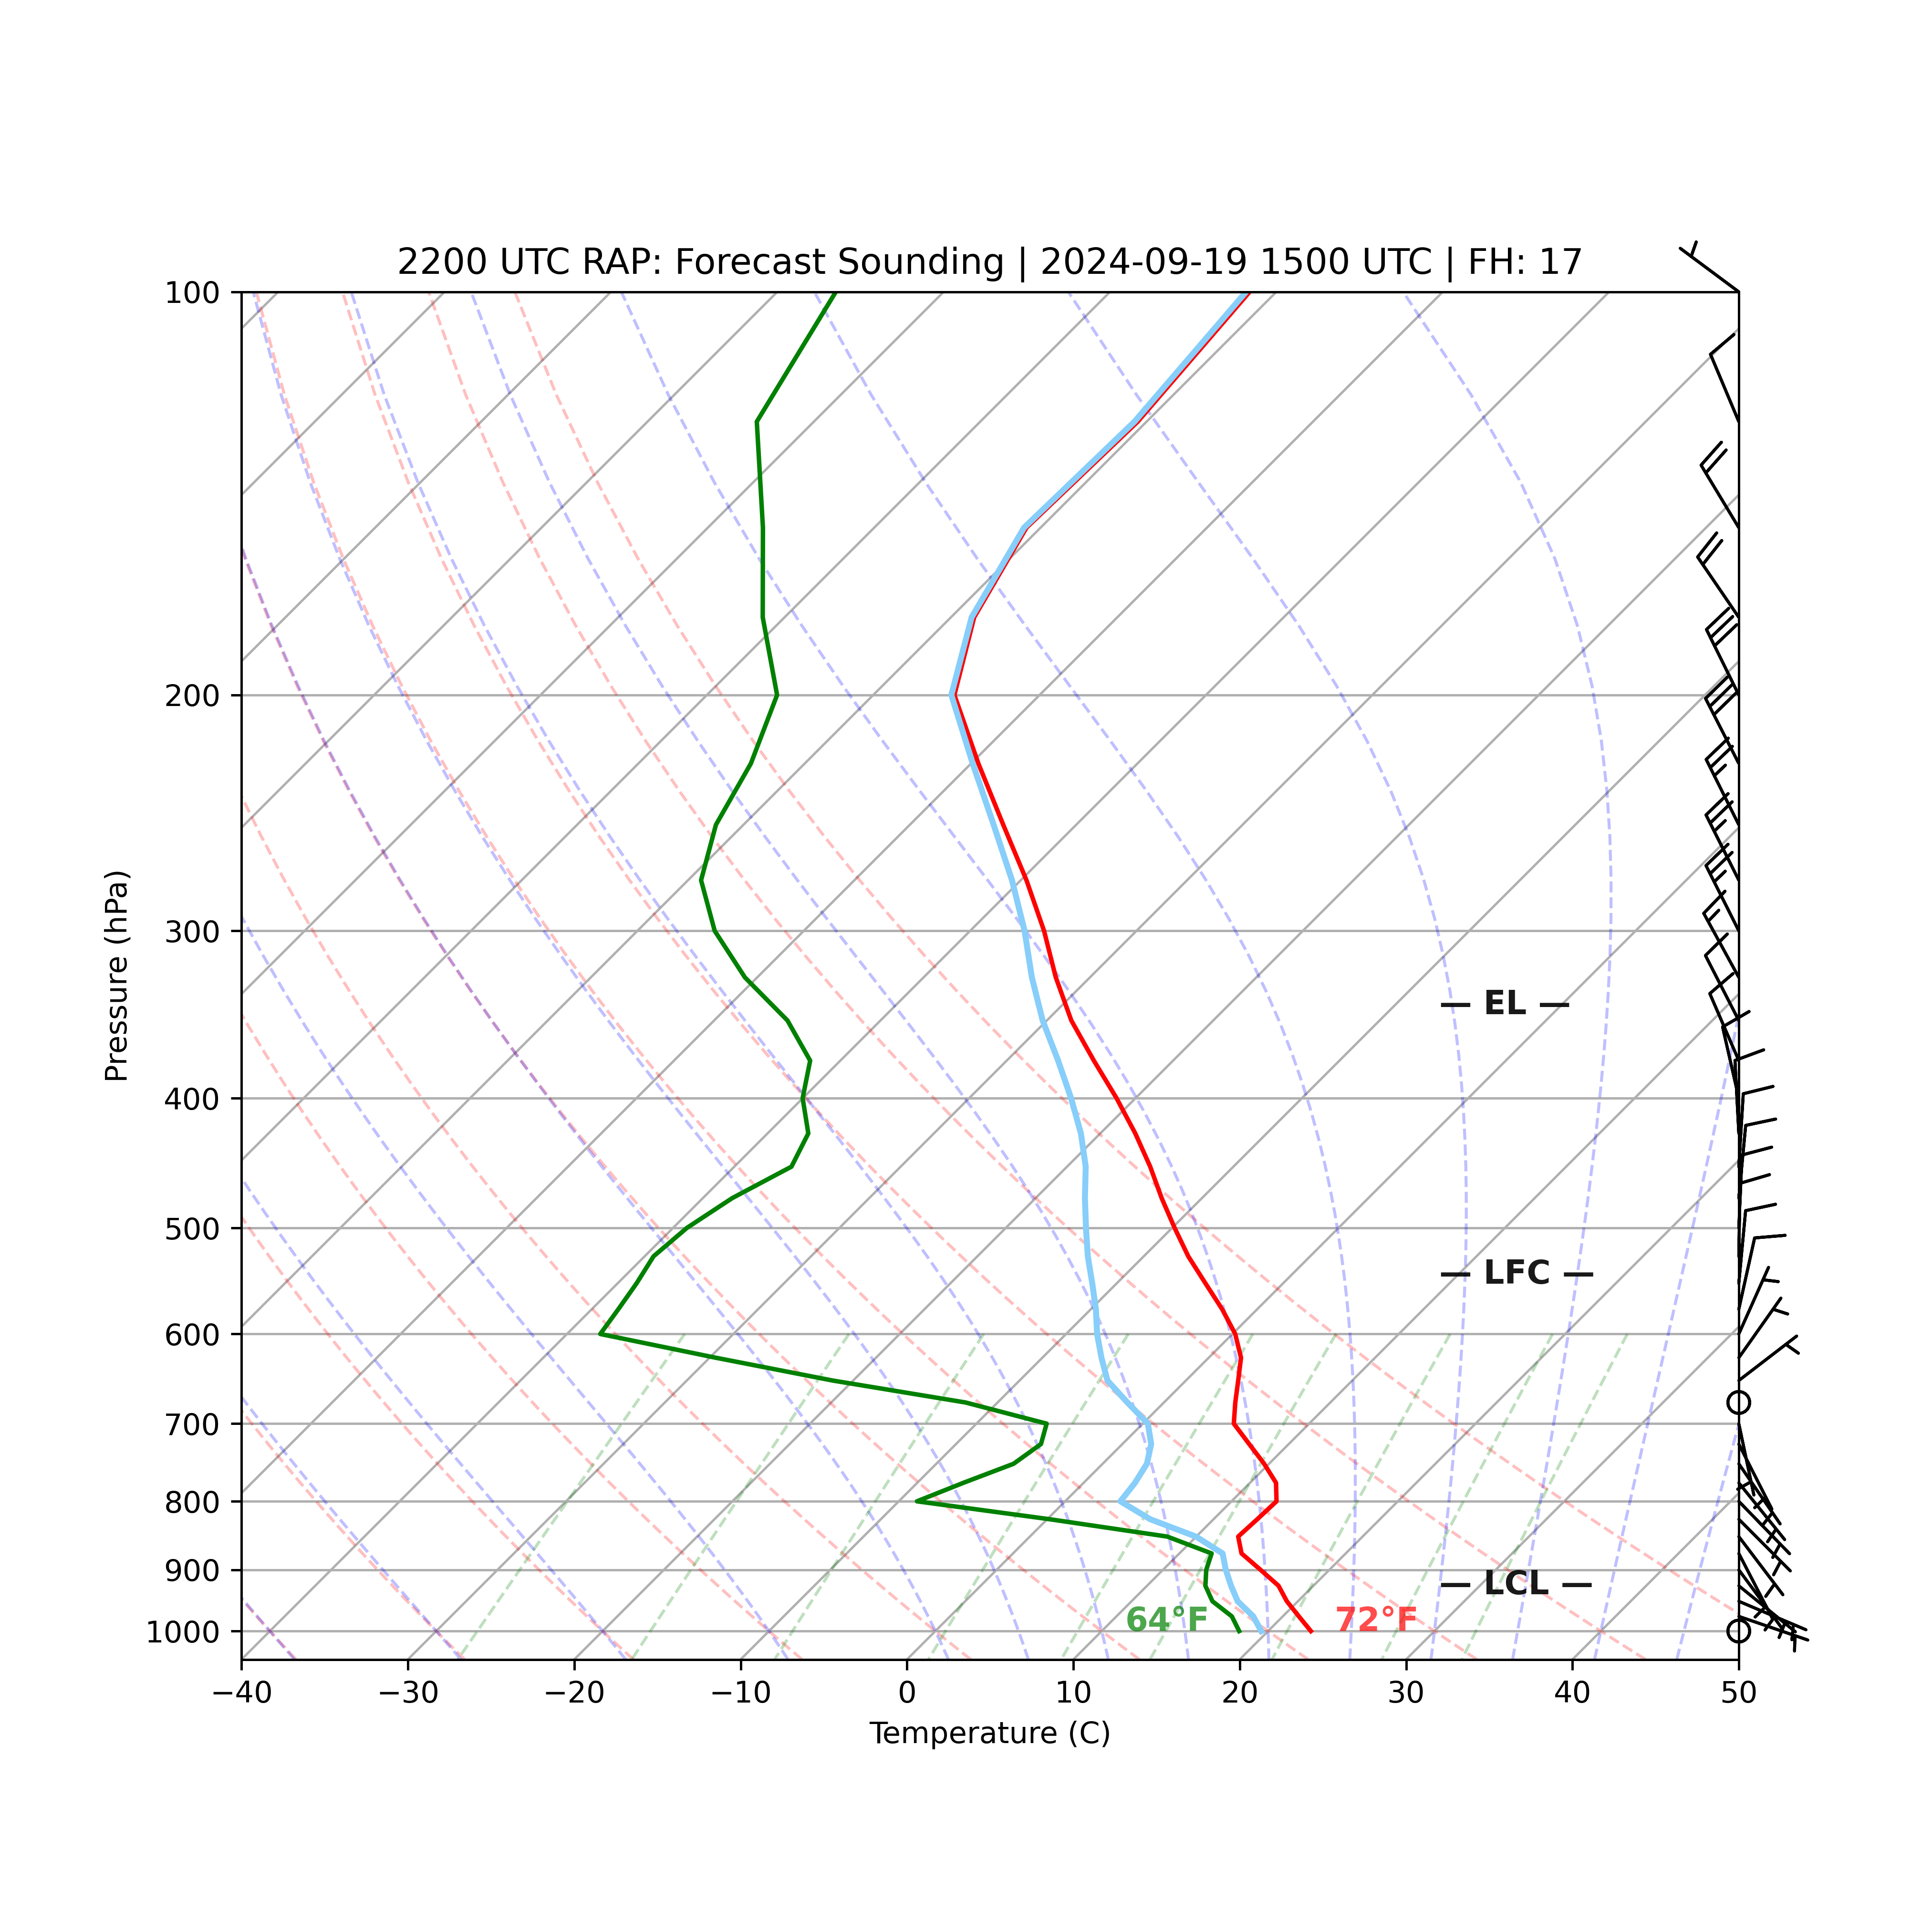 2200 UTC RAP: Forecast Sounding | 2024-09-19 1500 UTC | FH: 17
100
200
300
— EL —
Pressure (hPa)
400
500
— LFC —
600
700
800
900
— LCL —
64°F 72°F
1000
−40 −30 −20 −10 0 10 20 30 40 50
Temperature (C)